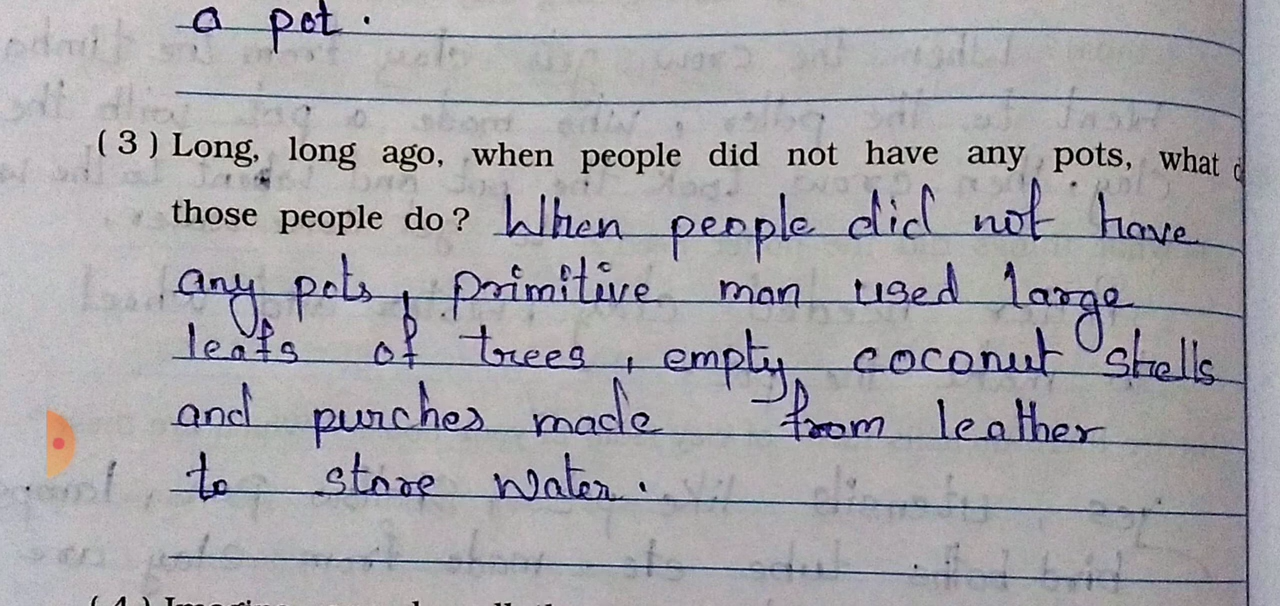 a pot.
(3) Long, long ago, when people did not have any pots, what d
those people do? When people did not have
any pots, primitive man used large
leafs of trees, empty coconut shells
and purches made from leather
to store water.